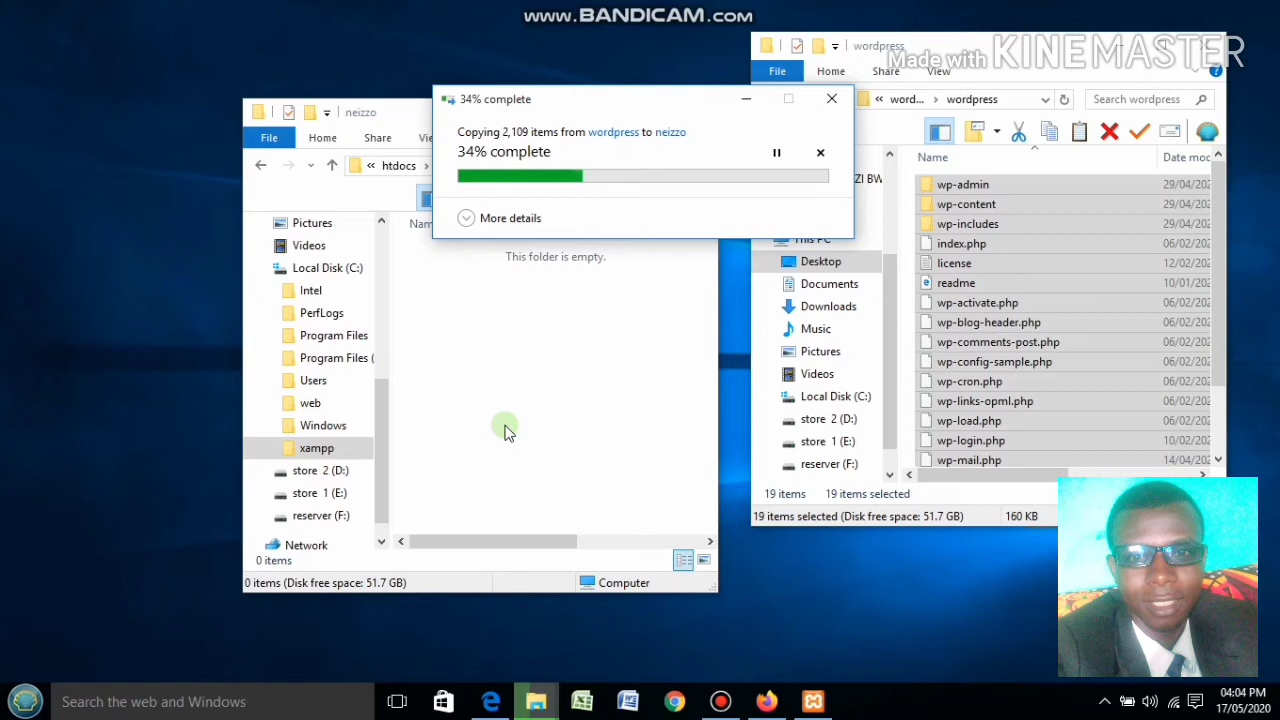 www.BANDICAM.com
Made with KINEMASTER
wordpress
File Home Share View
word... › wordpress
Search wordpress
Name Date mod
wp-admin 29/04/202
wp-content 29/04/202
wp-includes 29/04/202
index.php 06/02/202
license 12/02/202
readme 10/01/202
wp-activate.php 06/02/202
wp-blog-header.php 06/02/202
wp-comments-post.php 06/02/202
wp-config-sample.php 06/02/202
wp-cron.php 06/02/202
wp-links-opml.php 06/02/202
wp-load.php 06/02/202
wp-login.php 10/02/202
wp-mail.php 14/04/202
ZI BW
This PC
Desktop
Documents
Downloads
Music
Pictures
Videos
Local Disk (C:)
store 2 (D:)
store 1 (E:)
reserver (F:)
19 items 19 items selected
19 items selected (Disk free space: 51.7 GB) 160 KB
34% complete
Copying 2,109 items from wordpress to neizzo
34% complete
More details
neizzo
File Home Share Vi
« htdocs ›
Nam
This folder is empty.
Pictures
Videos
Local Disk (C:)
Intel
PerfLogs
Program Files
Program Files (
Users
web
Windows
xampp
store 2 (D:)
store 1 (E:)
reserver (F:)
Network
0 items
0 items (Disk free space: 51.7 GB)
Computer
Search the web and Windows
04:04 PM
17/05/2020